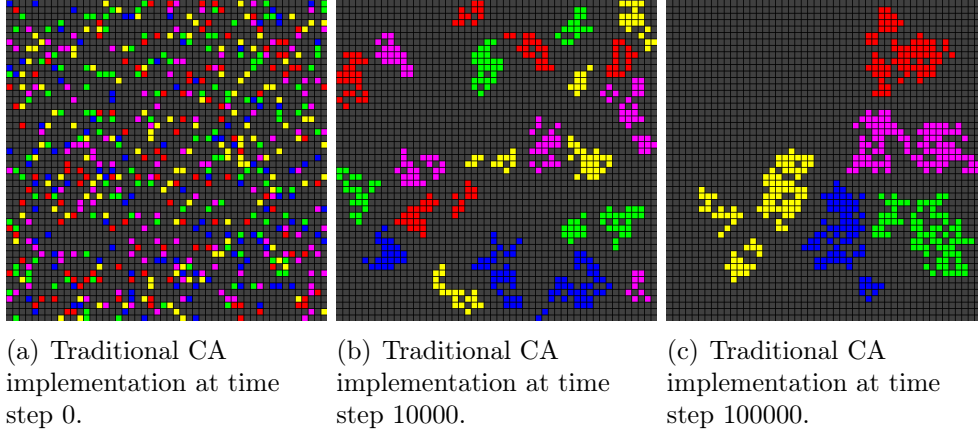 (a) Traditional CA
implementation at time
step 0.
(b) Traditional CA
implementation at time
step 10000.
(c) Traditional CA
implementation at time
step 100000.